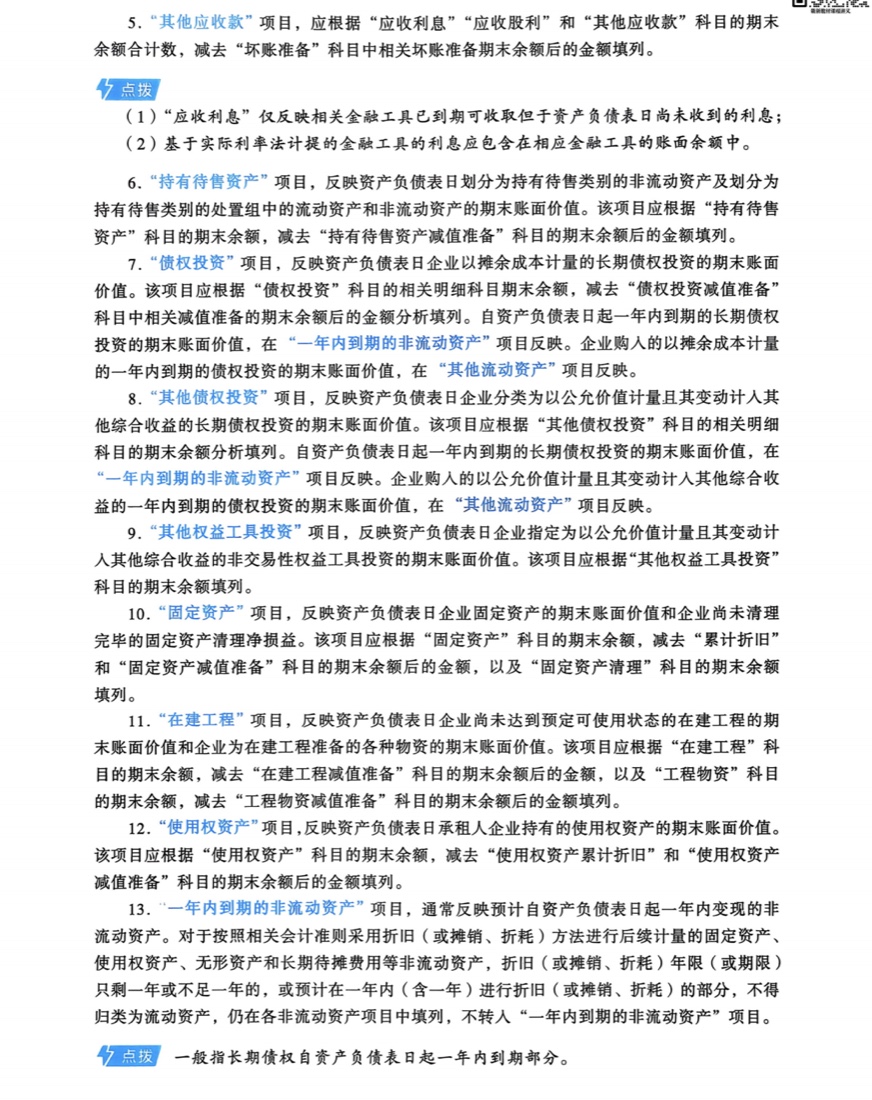 5. “其他应收款” 项目，应根据 “应收利息” “应收股利” 和 “其他应收款” 科目的期末
余额合计数，减去 “坏账准备” 科目中相关坏账准备期末余额后的金额填列。
点拨
（1）“应收利息” 仅反映相关金融工具已到期可收取但于资产负债表日尚未收到的利息；
（2）基于实际利率法计提的金融工具的利息应包含在相应金融工具的账面余额中。
6. “持有待售资产” 项目，反映资产负债表日划分为持有待售类别的非流动资产及划分为
持有待售类别的处置组中的流动资产和非流动资产的期末账面价值。该项目应根据 “持有待售
资产” 科目的期末余额，减去 “持有待售资产减值准备” 科目的期末余额后的金额填列。
7. “债权投资” 项目，反映资产负债表日企业以摊余成本计量的长期债权投资的期末账面
价值。该项目应根据 “债权投资” 科目的相关明细科目期末余额，减去 “债权投资减值准备”
科目中相关减值准备的期末余额后的金额分析填列。自资产负债表日起一年内到期的长期债权
投资的期末账面价值，在 “一年内到期的非流动资产” 项目反映。企业购入的以摊余成本计量
的一年内到期的债权投资的期末账面价值，在 “其他流动资产” 项目反映。
8. “其他债权投资” 项目，反映资产负债表日企业分类为以公允价值计量且其变动计入其
他综合收益的长期债权投资的期末账面价值。该项目应根据 “其他债权投资” 科目的相关明细
科目的期末余额分析填列。自资产负债表日起一年内到期的长期债权投资的期末账面价值，在
“一年内到期的非流动资产” 项目反映。企业购入的以公允价值计量且其变动计入其他综合收
益的一年内到期的债权投资的期末账面价值，在 “其他流动资产” 项目反映。
9. “其他权益工具投资” 项目，反映资产负债表日企业指定为以公允价值计量且其变动计
入其他综合收益的非交易性权益工具投资的期末账面价值。该项目应根据“其他权益工具投资”
科目的期末余额填列。
10. “固定资产” 项目，反映资产负债表日企业固定资产的期末账面价值和企业尚未清理
完毕的固定资产清理净损益。该项目应根据 “固定资产” 科目的期末余额，减去 “累计折旧”
和 “固定资产减值准备” 科目的期末余额后的金额，以及 “固定资产清理” 科目的期末余额
填列。
11. “在建工程” 项目，反映资产负债表日企业尚未达到预定可使用状态的在建工程的期
末账面价值和企业为在建工程准备的各种物资的期末账面价值。该项目应根据 “在建工程” 科
目的期末余额，减去 “在建工程减值准备” 科目的期末余额后的金额，以及 “工程物资” 科目
的期末余额，减去 “工程物资减值准备” 科目的期末余额后的金额填列。
12. “使用权资产”项目，反映资产负债表日承租人企业持有的使用权资产的期末账面价值。
该项目应根据 “使用权资产” 科目的期末余额，减去 “使用权资产累计折旧” 和 “使用权资产
减值准备” 科目的期末余额后的金额填列。
13. “一年内到期的非流动资产” 项目，通常反映预计自资产负债表日起一年内变现的非
流动资产。对于按照相关会计准则采用折旧（或摊销、折耗）方法进行后续计量的固定资产、
使用权资产、无形资产和长期待摊费用等非流动资产，折旧（或摊销、折耗）年限（或期限）
只剩一年或不足一年的，或预计在一年内（含一年）进行折旧（或摊销、折耗）的部分，不得
归类为流动资产，仍在各非流动资产项目中填列，不转入 “一年内到期的非流动资产” 项目。
点拨 一般指长期债权自资产负债表日起一年内到期部分。